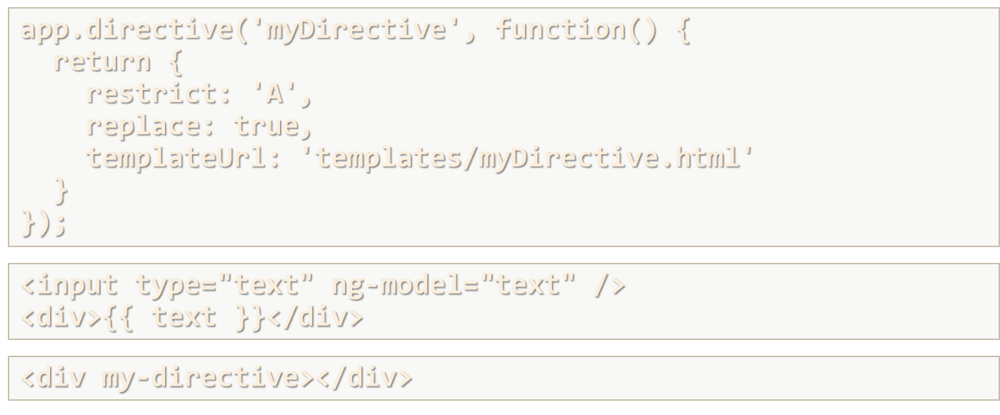 app.directive('myDirective', function() {
  return {
    restrict: 'A',
    replace: true,
    templateUrl: 'templates/myDirective.html'
  }
});
<input type="text" ng-model="text" />
<div>{{ text }}</div>
<div my-directive></div>